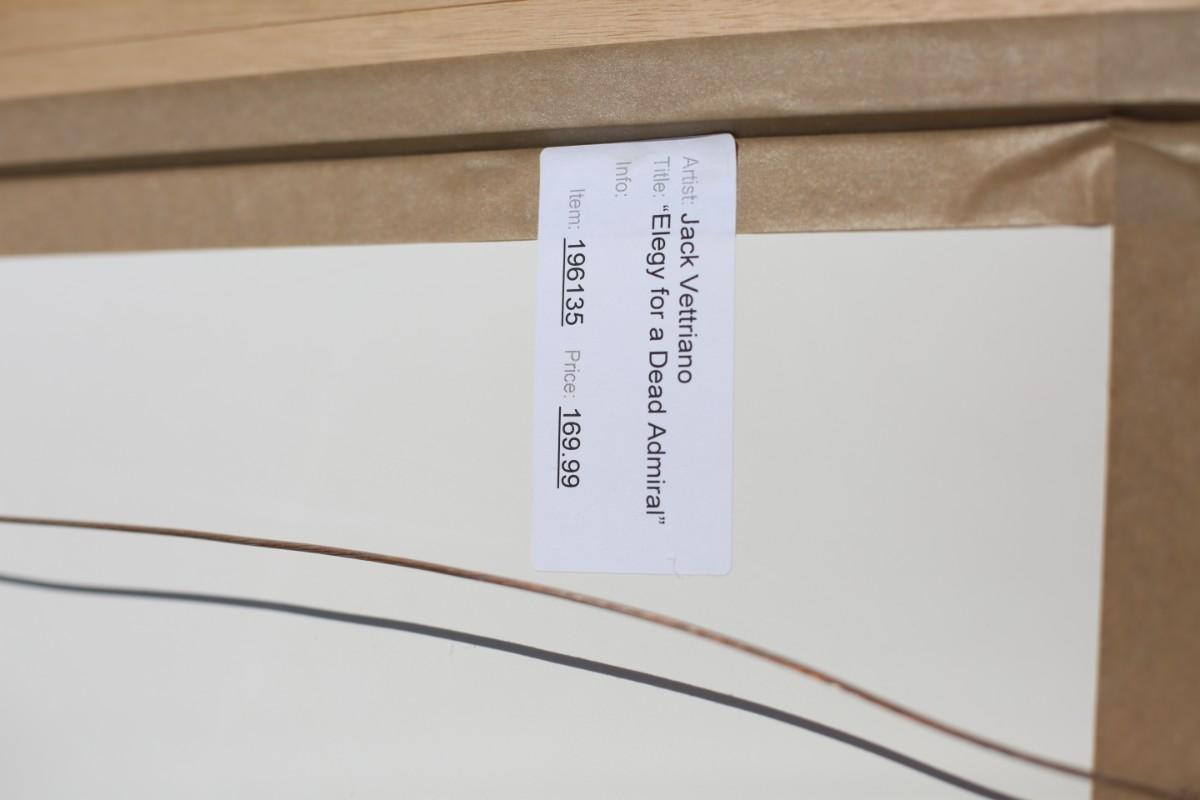 Artist: Jack Vettriano
Title: “Elegy for a Dead Admiral”
Info:
Item: 196135 Price: 169.99